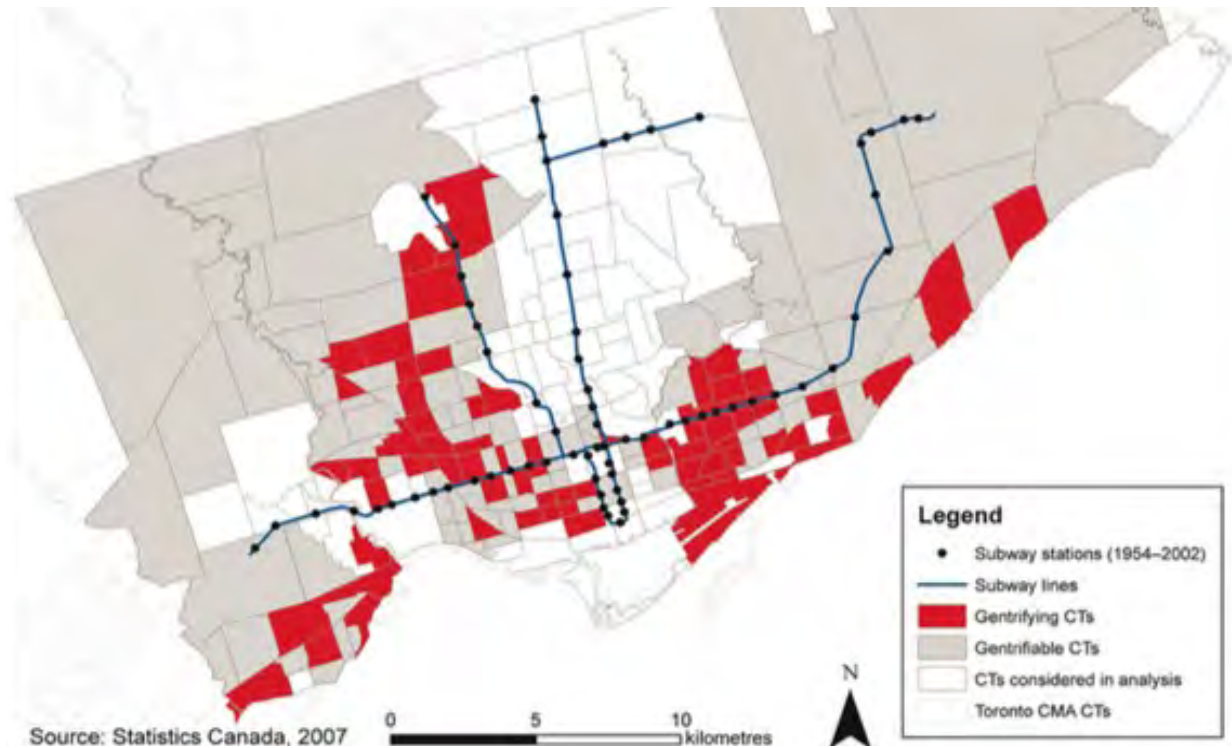 Legend
Subway stations (1954–2002)
Subway lines
Gentrifying CTs
Gentrifiable CTs
CTs considered in analysis
Toronto CMA CTs
N
0 5 10
kilometres
Source: Statistics Canada, 2007